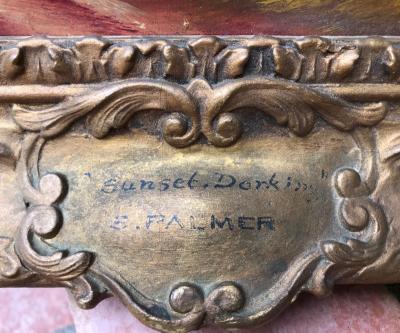 "Sunset. Dorking"
S. PALMER